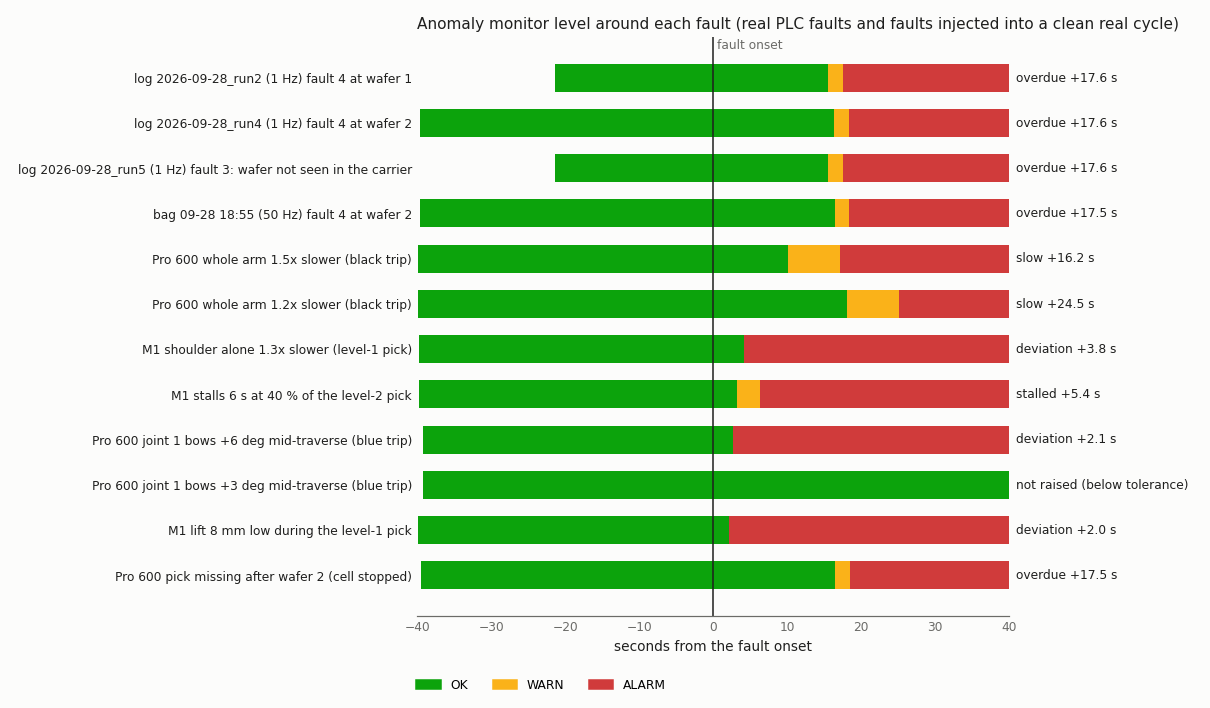 Anomaly monitor level around each fault (real PLC faults and faults injected into a clean real cycle)
fault onset
log 2026-09-28_run2 (1 Hz) fault 4 at wafer 1 overdue +17.6 s
log 2026-09-28_run4 (1 Hz) fault 4 at wafer 2 overdue +17.6 s
log 2026-09-28_run5 (1 Hz) fault 3: wafer not seen in the carrier overdue +17.6 s
bag 09-28 18:55 (50 Hz) fault 4 at wafer 2 overdue +17.5 s
Pro 600 whole arm 1.5x slower (black trip) slow +16.2 s
Pro 600 whole arm 1.2x slower (black trip) slow +24.5 s
M1 shoulder alone 1.3x slower (level-1 pick) deviation +3.8 s
M1 stalls 6 s at 40 % of the level-2 pick stalled +5.4 s
Pro 600 joint 1 bows +6 deg mid-traverse (blue trip) deviation +2.1 s
Pro 600 joint 1 bows +3 deg mid-traverse (blue trip) not raised (below tolerance)
M1 lift 8 mm low during the level-1 pick deviation +2.0 s
Pro 600 pick missing after wafer 2 (cell stopped) overdue +17.5 s
−40 −30 −20 −10 0 10 20 30 40
seconds from the fault onset
OK WARN ALARM